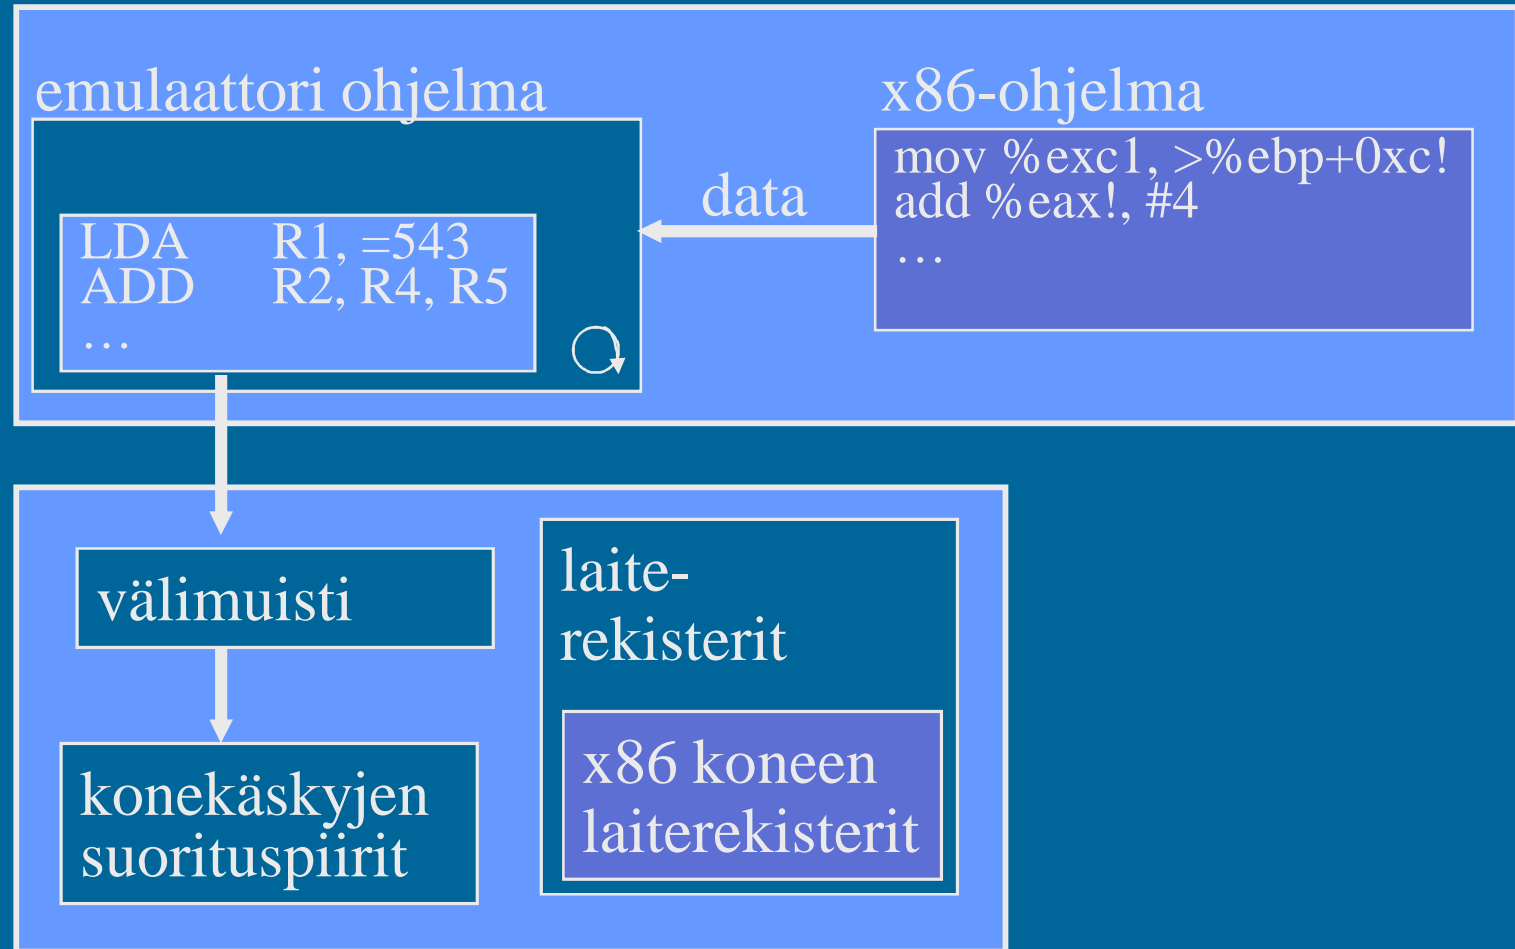 emulaattori ohjelma
x86-ohjelma
mov %exc1, >%ebp+0xc!
add %eax!, #4
…
data
LDA R1, =543
ADD R2, R4, R5
…
välimuisti
konekäskyjen
suorituspiirit
laite-
rekisterit
x86 koneen
laiterekisterit